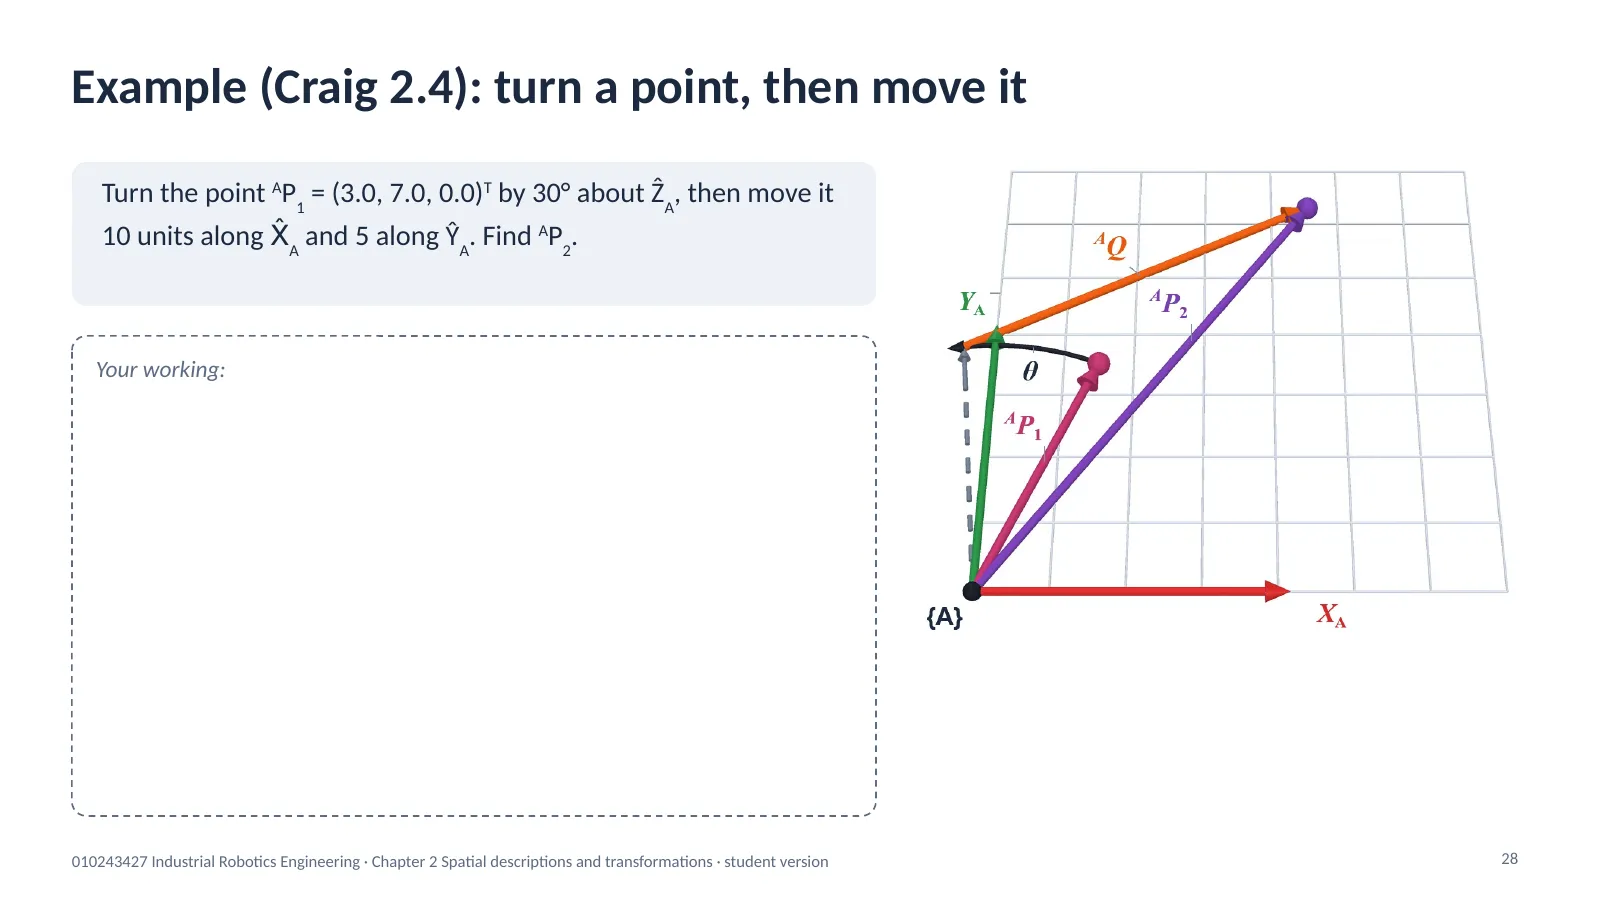 Example (Craig 2.4): turn a point, then move it
Turn the point ᴬP₁ = (3.0, 7.0, 0.0)ᵀ by 30° about Ẑ_A, then move it
10 units along X̂_A and 5 along Ŷ_A. Find ᴬP₂.
Your working:
ᴬQ
ᴬP₂
Y_A
θ
ᴬP₁
{A}
X_A
010243427 Industrial Robotics Engineering · Chapter 2 Spatial descriptions and transformations · student version
28